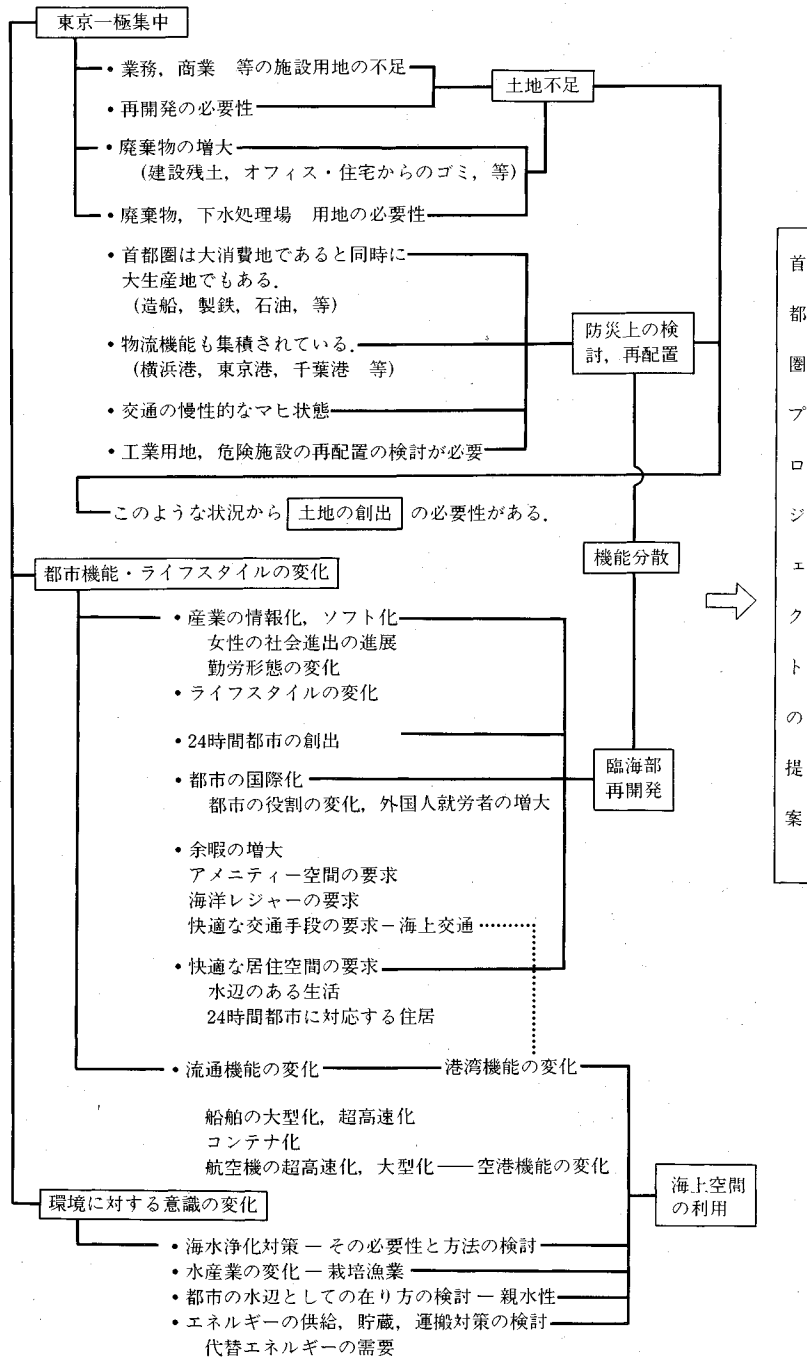 東京一極集中
・業務，商業　等の施設用地の不足
・再開発の必要性
土地不足
・廃棄物の増大
(建設残土，オフィス・住宅からのゴミ，等)
・廃棄物，下水処理場　用地の必要性
・首都圏は大消費地であると同時に
大生産地でもある．
(造船，製鉄，石油，等)
・物流機能も集積されている．
(横浜港，東京港，千葉港　等)
防災上の検
討，再配置
・交通の慢性的なマヒ状態
・工業用地，危険施設の再配置の検討が必要
このような状況から 土地の創出 の必要性がある．
機能分散
都市機能・ライフスタイルの変化
・産業の情報化，ソフト化
女性の社会進出の進展
勤労形態の変化
・ライフスタイルの変化
・24時間都市の創出
・都市の国際化
都市の役割の変化，外国人就労者の増大
臨海部
再開発
・余暇の増大
アメニティー空間の要求
海洋レジャーの要求
快適な交通手段の要求－海上交通
・快適な居住空間の要求
水辺のある生活
24時間都市に対応する住居
・流通機能の変化 港湾機能の変化
船舶の大型化，超高速化
コンテナ化
航空機の超高速化，大型化――空港機能の変化
海上空間
の利用
環境に対する意識の変化
・海水浄化対策－その必要性と方法の検討
・水産業の変化－栽培漁業
・都市の水辺としての在り方の検討－親水性
・エネルギーの供給，貯蔵，運搬対策の検討
代替エネルギーの需要
首都圏プロジェクトの提案